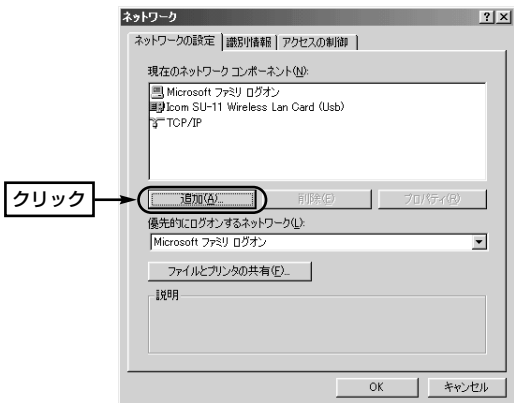 ネットワーク
ネットワークの設定 識別情報 アクセスの制御
現在のネットワーク コンポーネント(N):
Microsoft ファミリ ログオン
Icom SU-11 Wireless Lan Card (Usb)
TCP/IP
クリック
追加(A)... 削除(E) プロパティ(R)
優先的にログオンするネットワーク(L):
Microsoft ファミリ ログオン
ファイルとプリンタの共有(F)...
説明
OK キャンセル